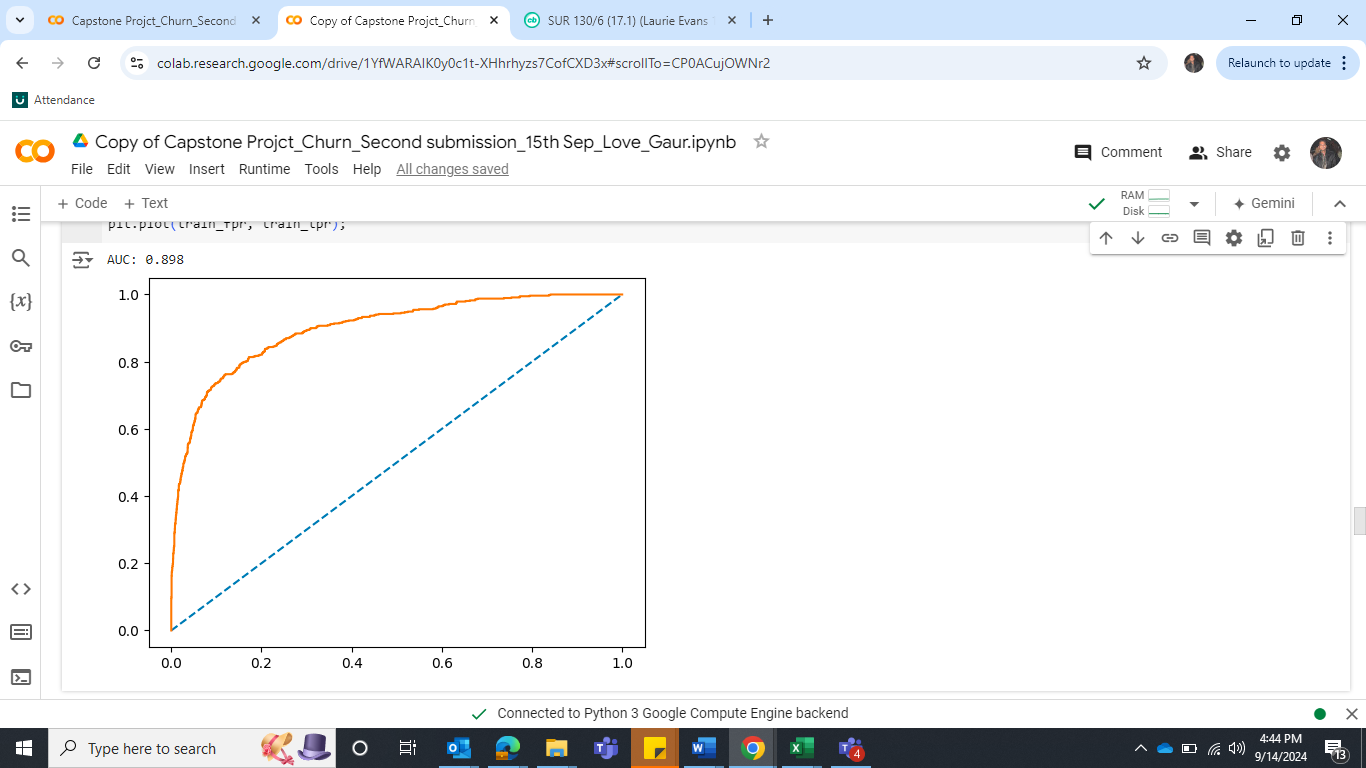 Capstone Projct_Churn_Second
Copy of Capstone Projct_Churn
SUR 130/6 (17.1) (Laurie Evans
colab.research.google.com/drive/1YfWARAIK0y0c1t-XHhrhyzs7CofCXD3x#scrollTo=CP0ACujOWNr2
Relaunch to update
Attendance
Copy of Capstone Projct_Churn_Second submission_15th Sep_Love_Gaur.ipynb
Comment
Share
File Edit View Insert Runtime Tools Help All changes saved
+ Code + Text
RAM
Disk
Gemini
plt.plot(train_fpr, train_tpr);
AUC: 0.898
1.0
0.8
0.6
0.4
0.2
0.0
0.0 0.2 0.4 0.6 0.8 1.0
Connected to Python 3 Google Compute Engine backend
Type here to search
4
4:44 PM
9/14/2024
13